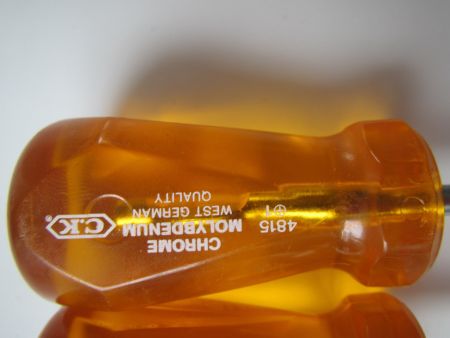 C.K®
CHROME
MOLYBDENUM
WEST GERMAN
QUALITY
4815
⊕1